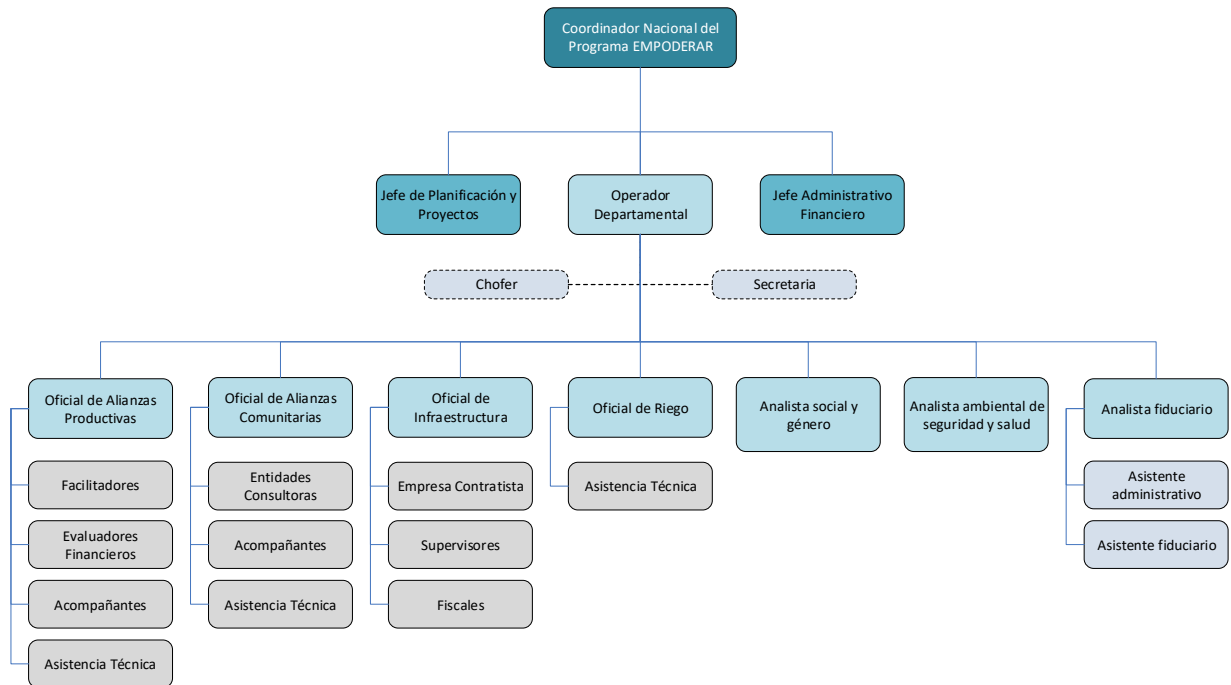 Coordinador Nacional del
Programa EMPODERAR
Jefe de Planificación y
Proyectos
Operador
Departamental
Jefe Administrativo
Financiero
Chofer
Secretaria
Oficial de Alianzas
Productivas
Oficial de Alianzas
Comunitarias
Oficial de
Infraestructura
Oficial de Riego
Analista social y
género
Analista ambiental de
seguridad y salud
Analista fiduciario
Facilitadores
Evaluadores
Financieros
Acompañantes
Asistencia Técnica
Entidades
Consultoras
Acompañantes
Asistencia Técnica
Empresa Contratista
Supervisores
Fiscales
Asistencia Técnica
Asistente
administrativo
Asistente fiduciario